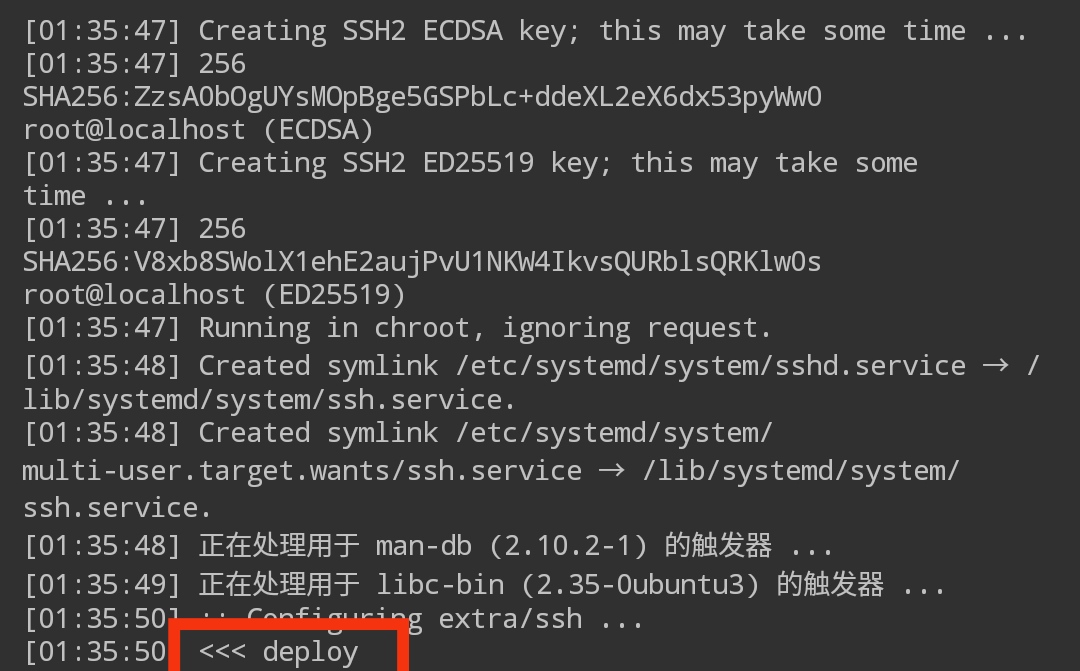 [01:35:47] Creating SSH2 ECDSA key; this may take some time ...
[01:35:47] 256
SHA256:ZzsA0bOgUYsMOpBge5GSPbLc+ddeXL2eX6dx53pyWw0
root@localhost (ECDSA)
[01:35:47] Creating SSH2 ED25519 key; this may take some
time ...
[01:35:47] 256
SHA256:V8xb8SWolX1ehE2aujPvU1NKW4IkvsQURblsQRKlwOs
root@localhost (ED25519)
[01:35:47] Running in chroot, ignoring request.
[01:35:48] Created symlink /etc/systemd/system/sshd.service → /
lib/systemd/system/ssh.service.
[01:35:48] Created symlink /etc/systemd/system/
multi-user.target.wants/ssh.service → /lib/systemd/system/
ssh.service.
[01:35:48] 正在处理用于 man-db (2.10.2-1) 的触发器 ...
[01:35:49] 正在处理用于 libc-bin (2.35-0ubuntu3) 的触发器 ...
[01:35:50] :: Configuring extra/ssh ...
[01:35:50] <<< deploy